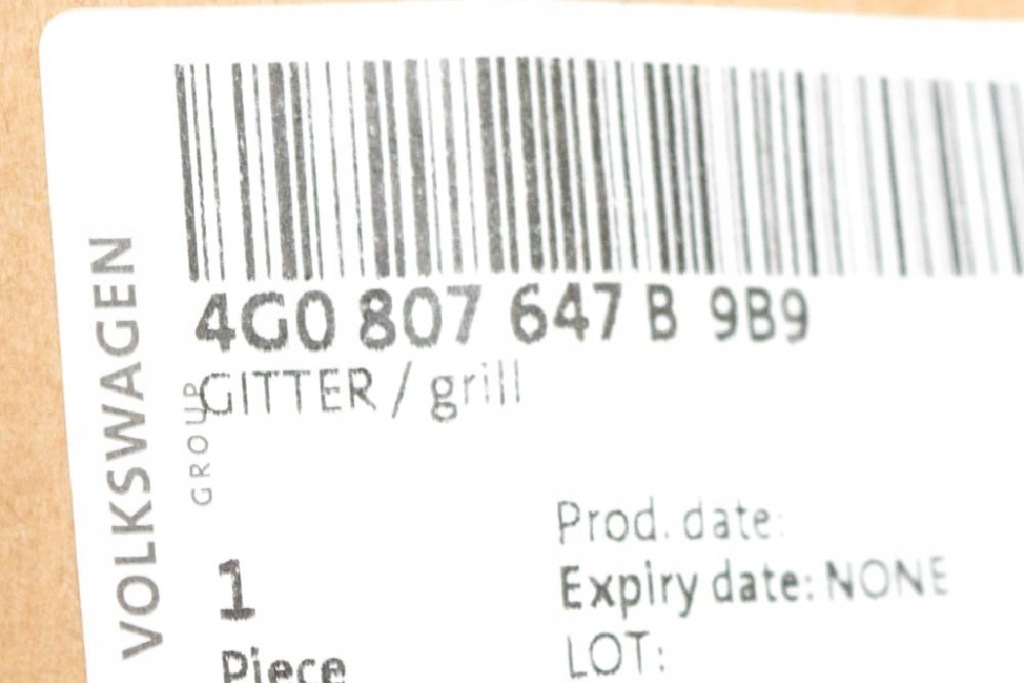 4G0 807 647 B 9B9
GITTER / grill
VOLKSWAGEN
GROUP
Prod. date:
Expiry date: NONE
LOT:
1
Piece